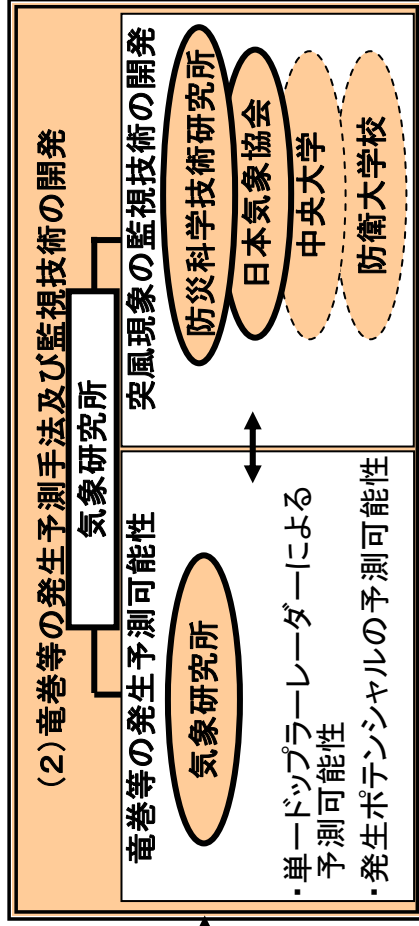 (2)竜巻等の発生予測手法及び監視技術の開発
気象研究所
竜巻等の発生予測可能性
気象研究所
・単一ドップラーレーダーによる
予測可能性
・発生ポテンシャルの予測可能性
突風現象の監視技術の開発
防災科学技術研究所
日本気象協会
中央大学
防衛大学校